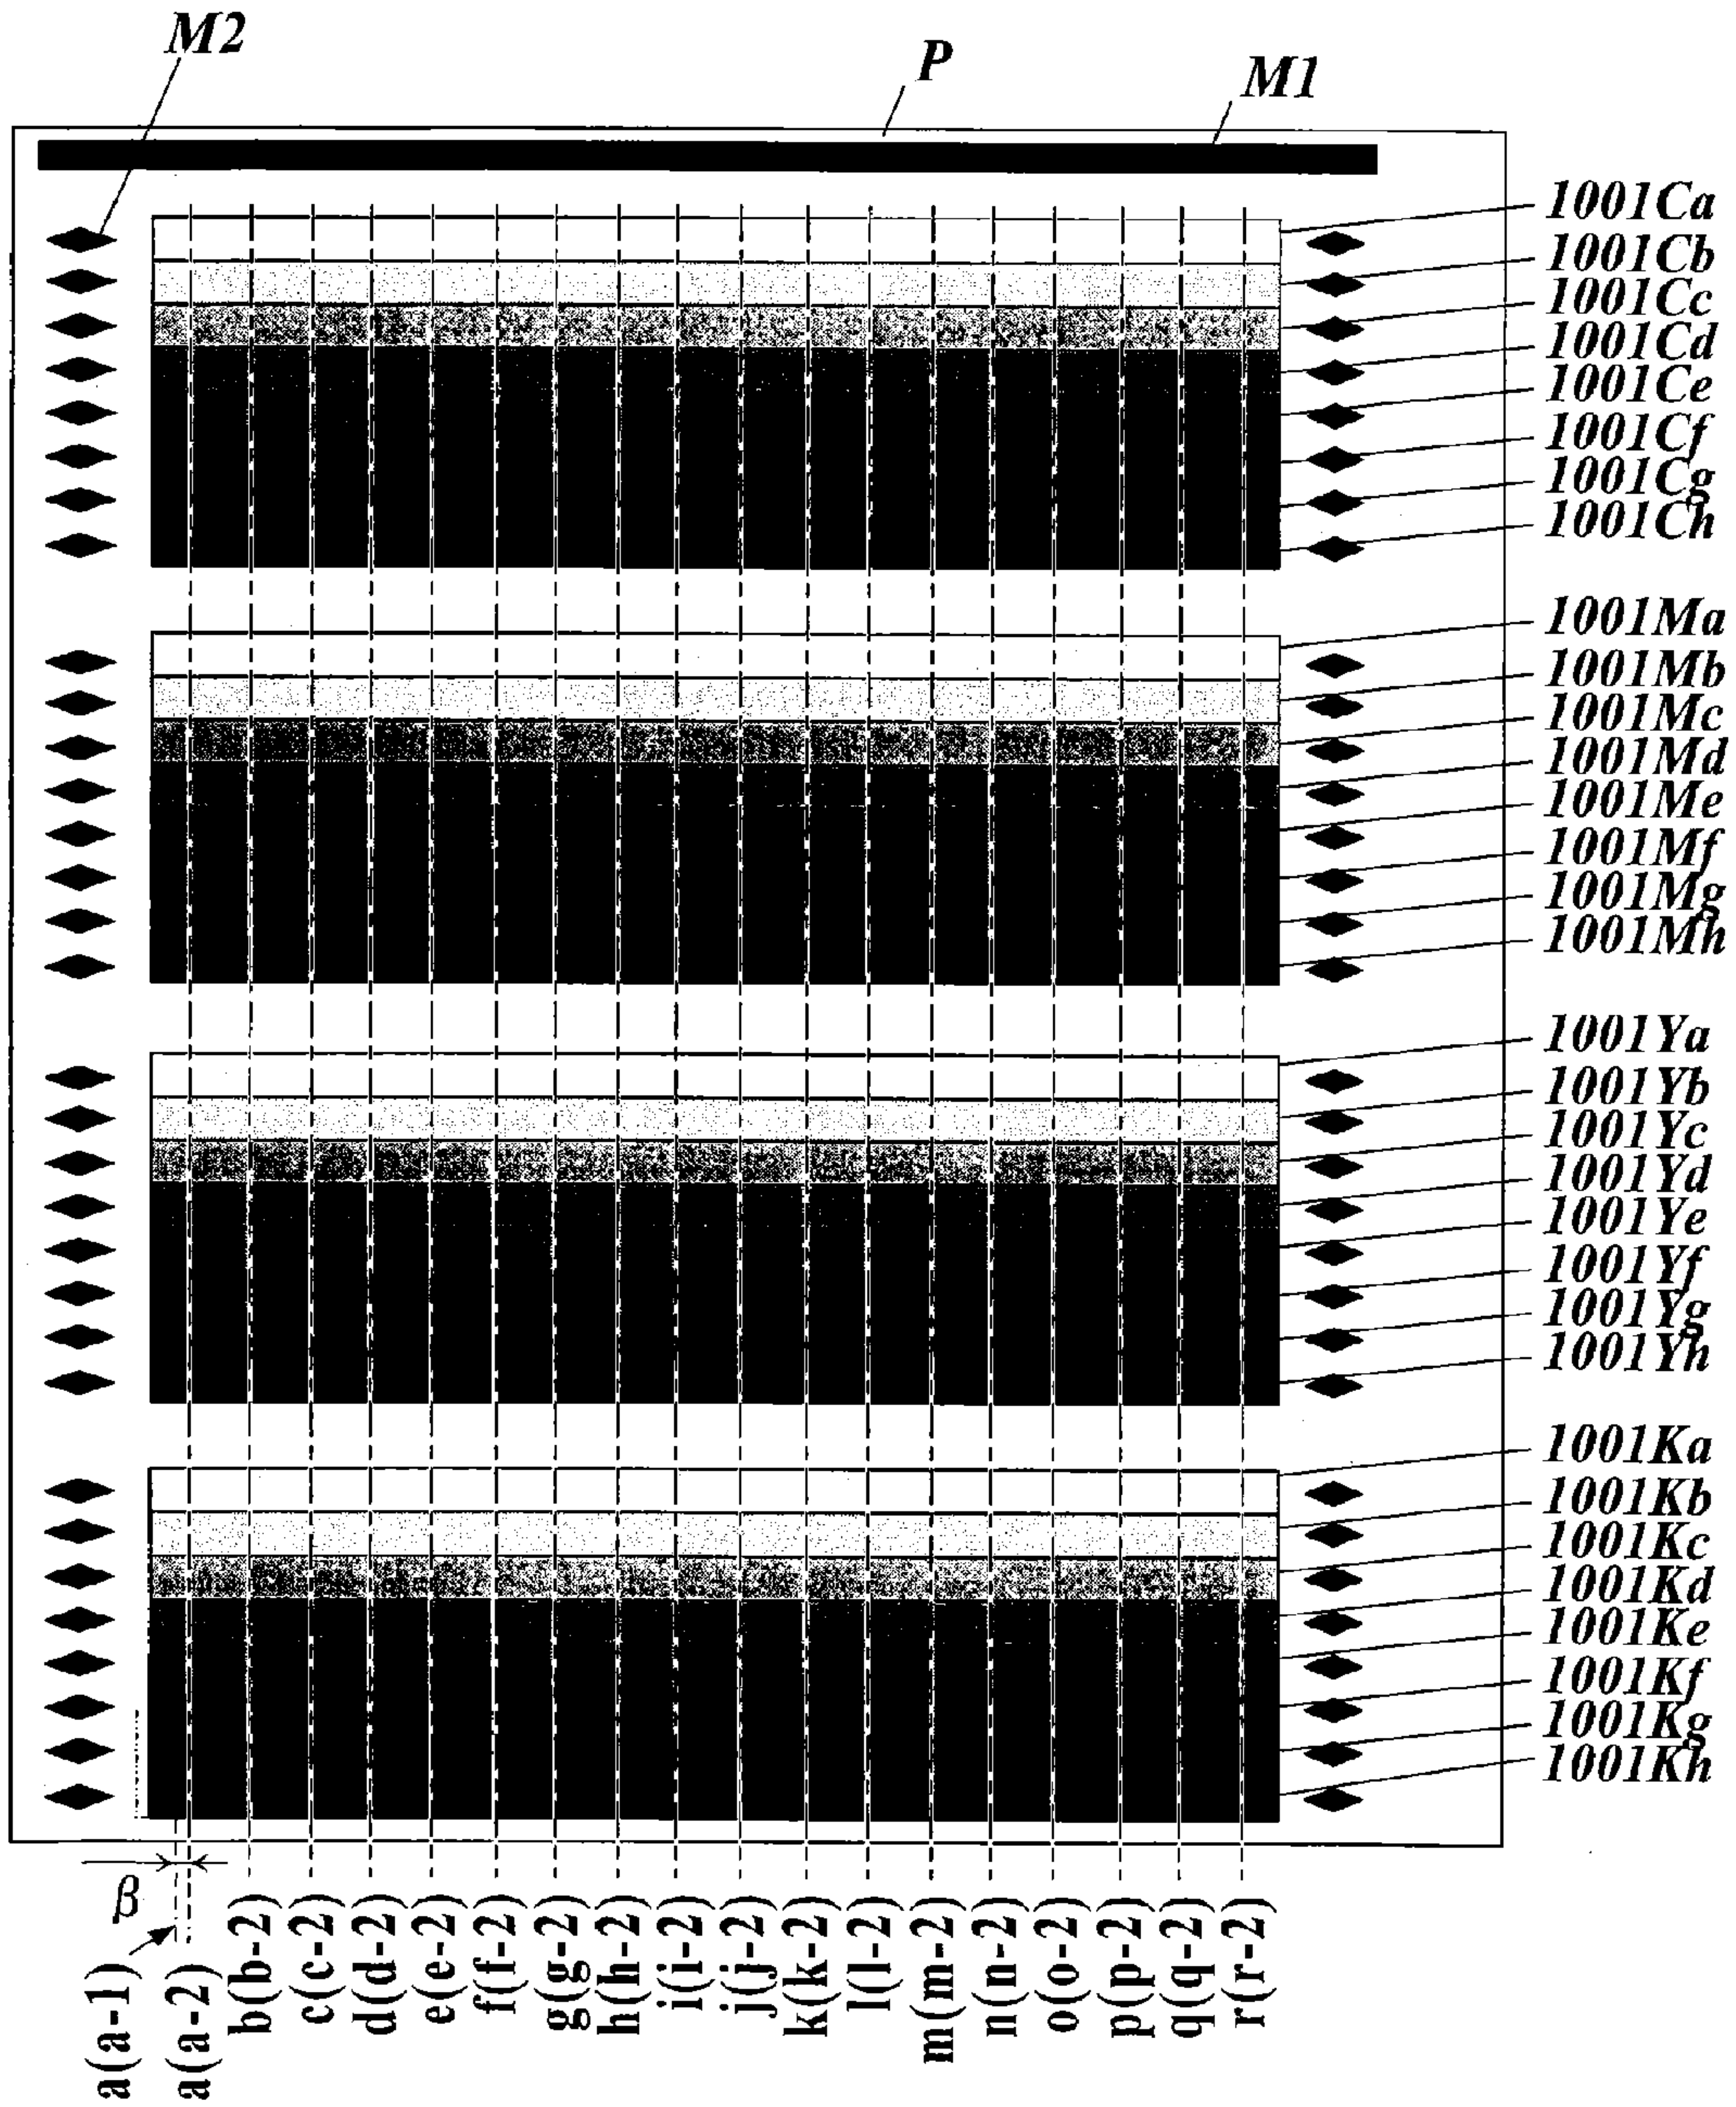 M2
P
M1
1001Ca
1001Cb
1001Cc
1001Cd
1001Ce
1001Cf
1001Cg
1001Ch
1001Ma
1001Mb
1001Mc
1001Md
1001Me
1001Mf
1001Mg
1001Mh
1001Ya
1001Yb
1001Yc
1001Yd
1001Ye
1001Yf
1001Yg
1001Yh
1001Ka
1001Kb
1001Kc
1001Kd
1001Ke
1001Kf
1001Kg
1001Kh
β
a(a-1)
a(a-2)
b(b-2)
c(c-2)
d(d-2)
e(e-2)
f(f-2)
g(g-2)
h(h-2)
i(i-2)
j(j-2)
k(k-2)
l(l-2)
m(m-2)
n(n-2)
o(o-2)
p(p-2)
q(q-2)
r(r-2)